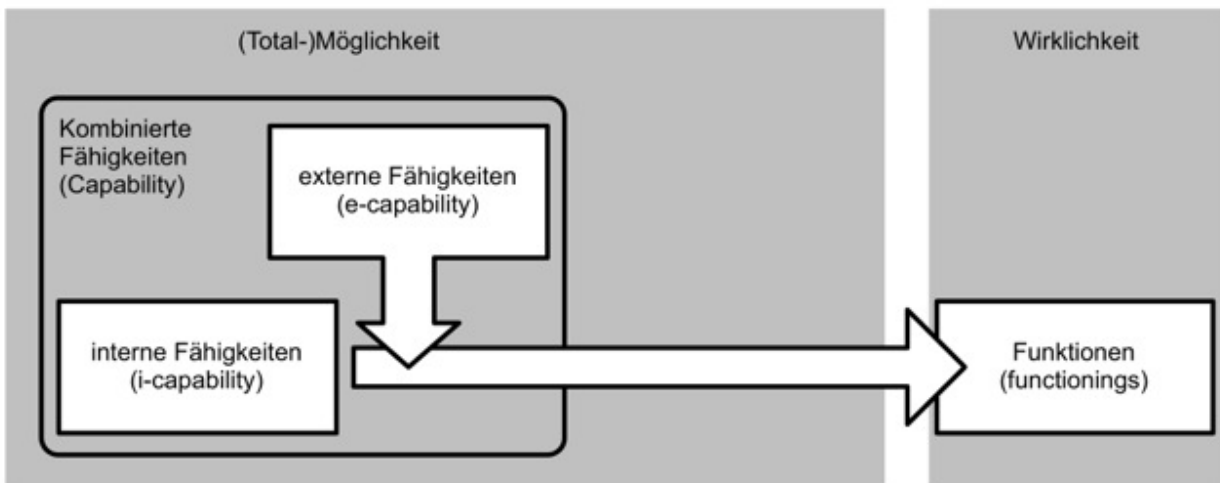 (Total-)Möglichkeit
Wirklichkeit
Kombinierte
Fähigkeiten
(Capability)
externe Fähigkeiten
(e-capability)
interne Fähigkeiten
(i-capability)
Funktionen
(functionings)